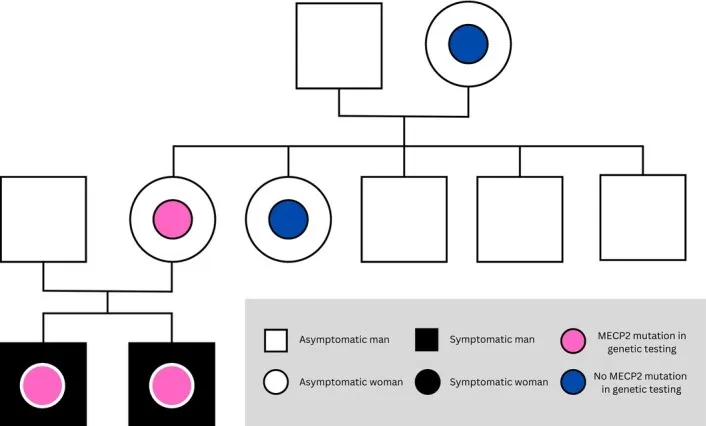 Asymptomatic man
Symptomatic man
MECP2 mutation in
genetic testing
Asymptomatic woman
Symptomatic woman
No MECP2 mutation
in genetic testing